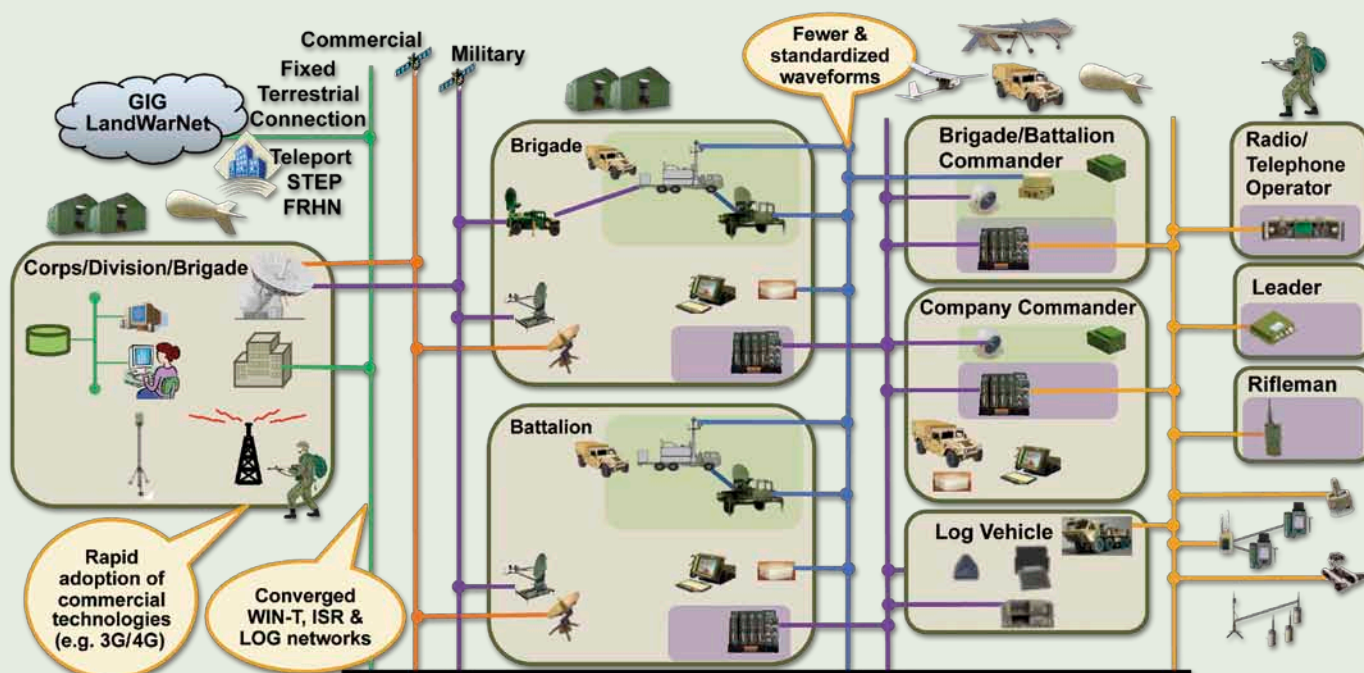 Commercial
Military
Fixed
Terrestrial
Connection
GIG
LandWarNet
Teleport
STEP
FRHN
Fewer &
standardized
waveforms
Corps/Division/Brigade
Brigade
Brigade/Battalion
Commander
Radio/
Telephone
Operator
Leader
Company Commander
Rifleman
Battalion
Log Vehicle
Rapid
adoption of
commercial
technologies
(e.g. 3G/4G)
Converged
WIN-T, ISR &
LOG networks